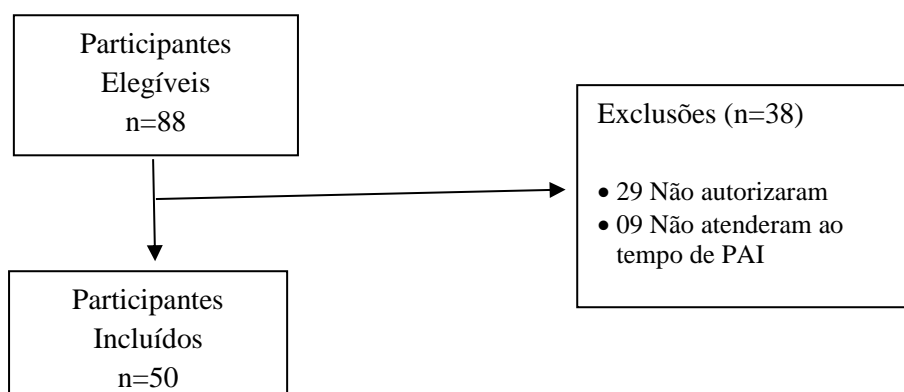 Participantes
Elegíveis
n=88
Exclusões (n=38)
• 29 Não autorizaram
• 09 Não atenderam ao
tempo de PAI
Participantes
Incluídos
n=50